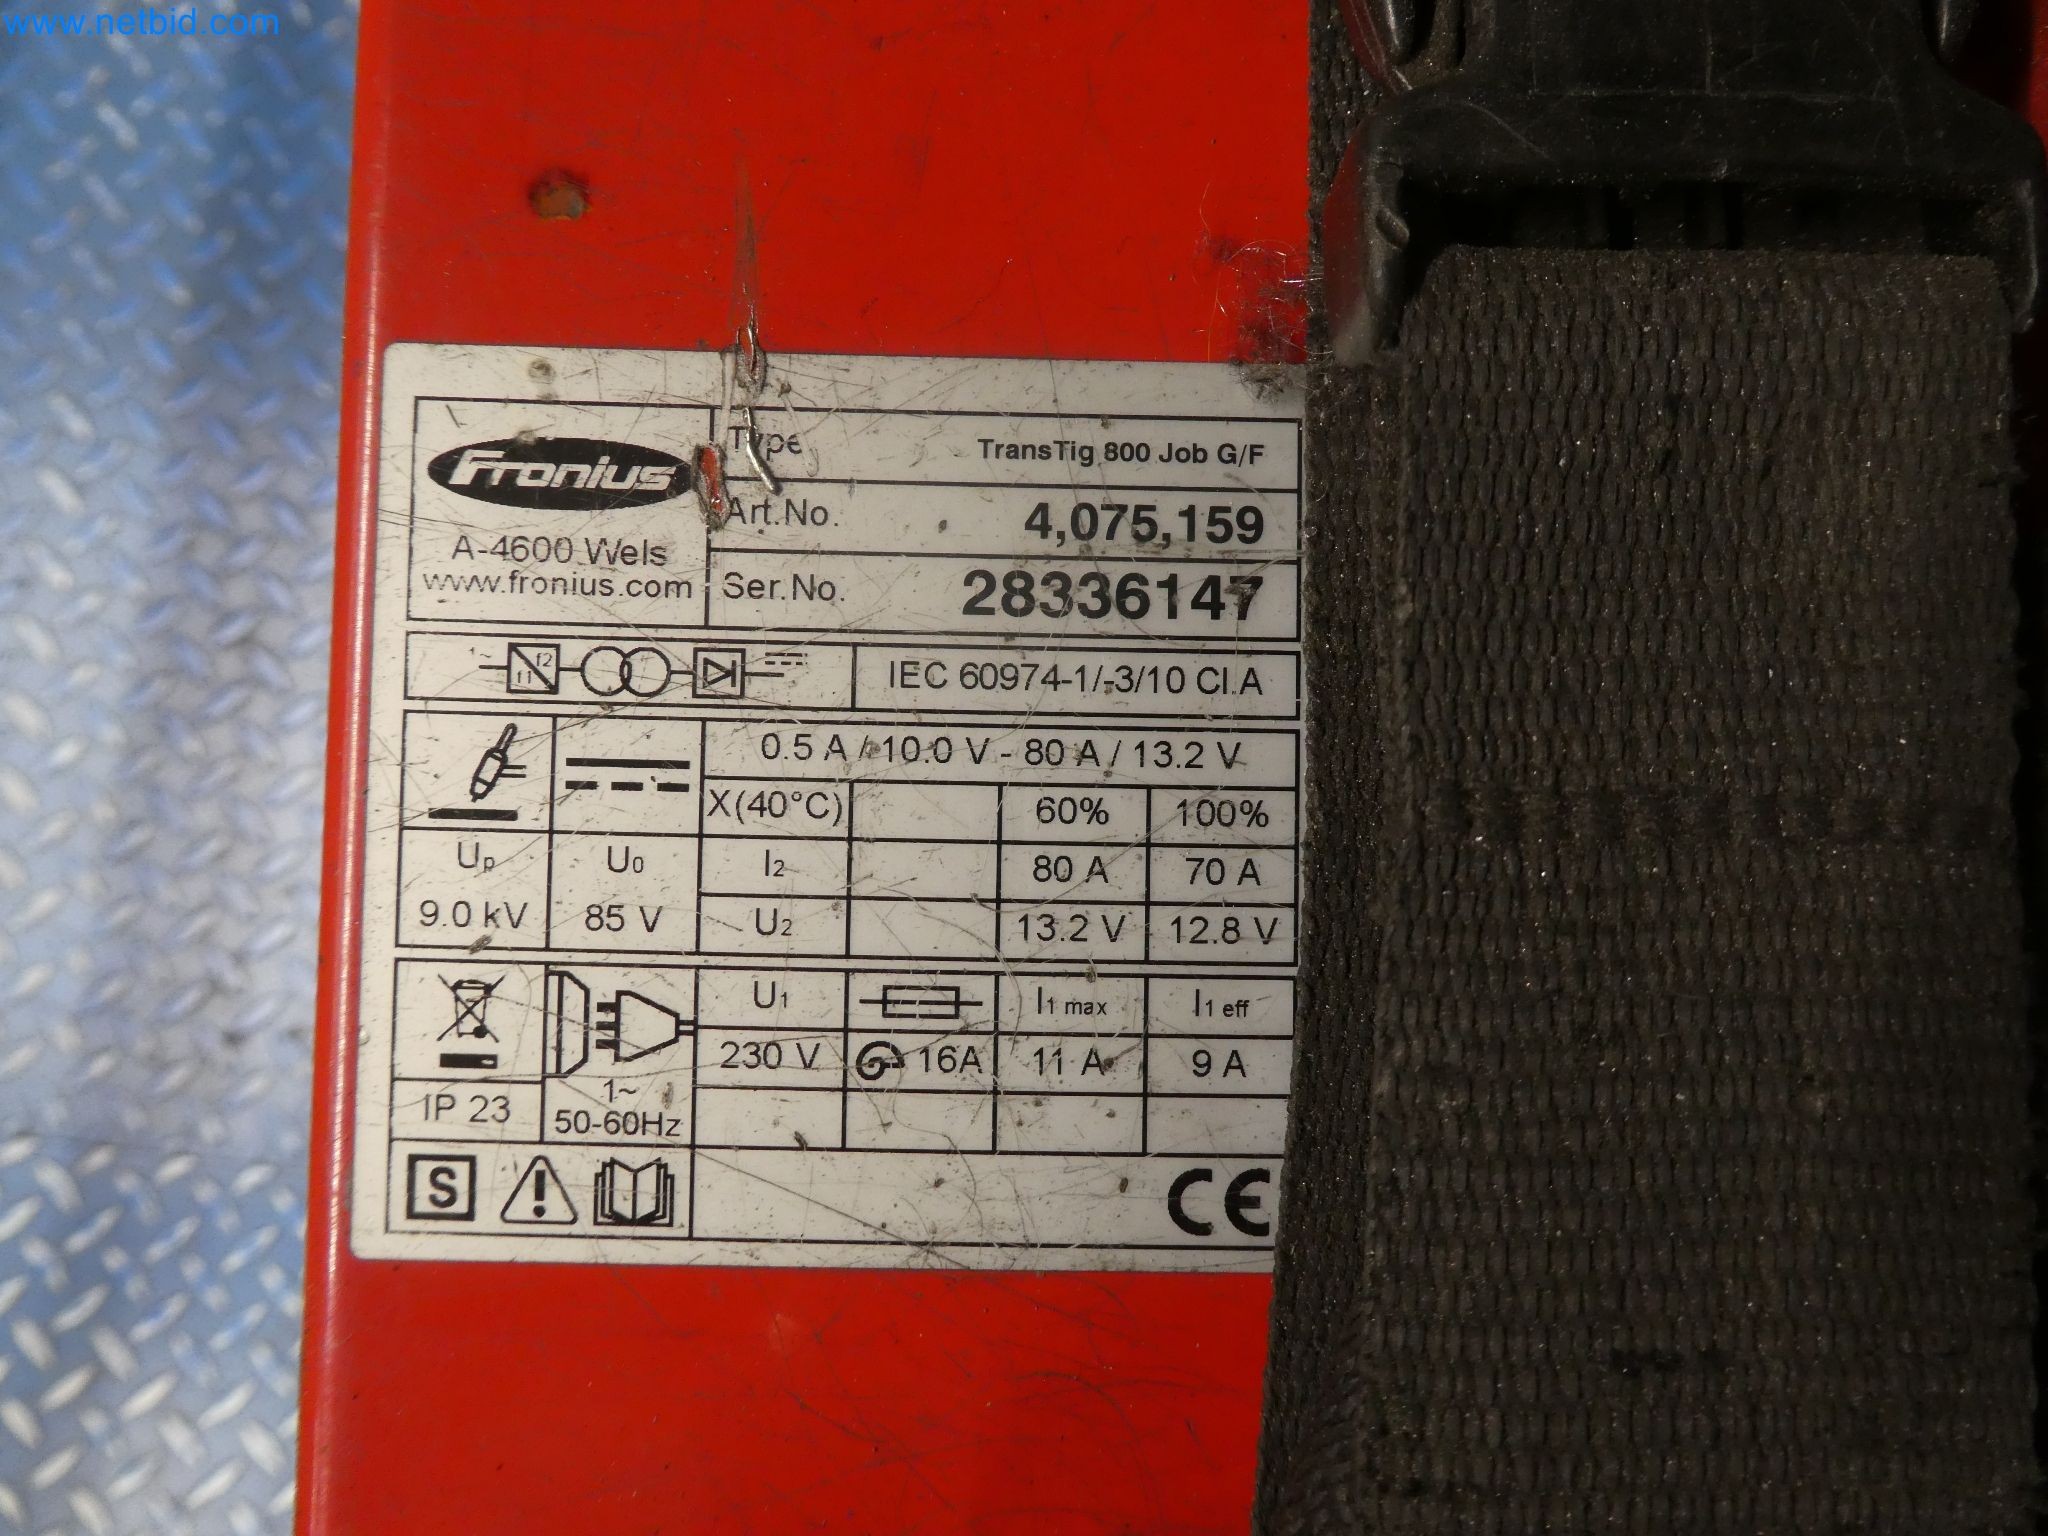 www.netbid.com
Fronius
A-4600 Wels
www.fronius.com
Type TransTig 800 Job G/F
Art.No. 4,075,159
Ser.No. 28336147
1~ f1 f2 IEC 60974-1/-3/10 Cl.A
0.5 A / 10.0 V - 80 A / 13.2 V
X(40°C) 60% 100%
Up U0 I2 80 A 70 A
9.0 kV 85 V U2 13.2 V 12.8 V
U1 I1 max I1 eff
230 V 16A 11 A 9 A
IP 23 1~
50-60Hz
S CE